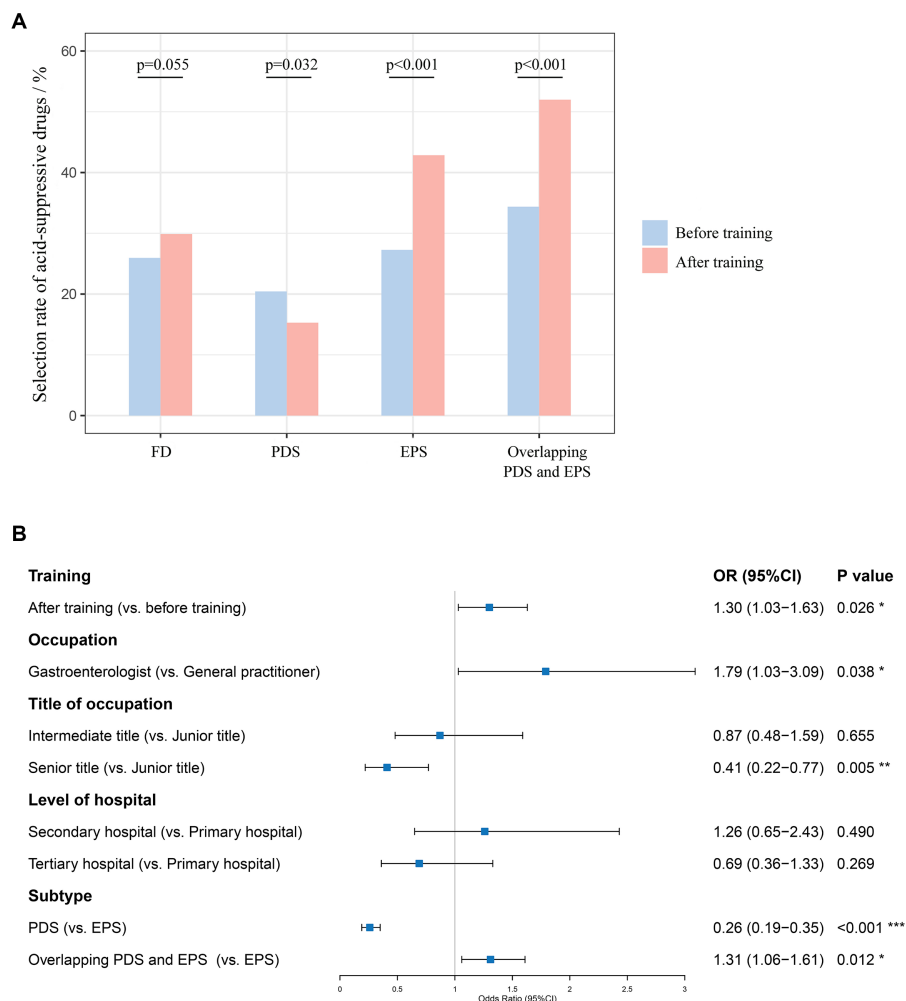 A
Selection rate of acid-suppressive drugs / %
60
40
20
0
p=0.055
p=0.032
p<0.001
p<0.001
FD
PDS
EPS
Overlapping
PDS and EPS
Before training
After training
B
Training OR (95%CI) P value
After training (vs. before training) 1.30 (1.03−1.63) 0.026 *
Occupation
Gastroenterologist (vs. General practitioner) 1.79 (1.03−3.09) 0.038 *
Title of occupation
Intermediate title (vs. Junior title) 0.87 (0.48−1.59) 0.655
Senior title (vs. Junior title) 0.41 (0.22−0.77) 0.005 **
Level of hospital
Secondary hospital (vs. Primary hospital) 1.26 (0.65−2.43) 0.490
Tertiary hospital (vs. Primary hospital) 0.69 (0.36−1.33) 0.269
Subtype
PDS (vs. EPS) 0.26 (0.19−0.35) <0.001 ***
Overlapping PDS and EPS (vs. EPS) 1.31 (1.06−1.61) 0.012 *
0 0.5 1 1.5 2 2.5 3
Odds Ratio (95%CI)